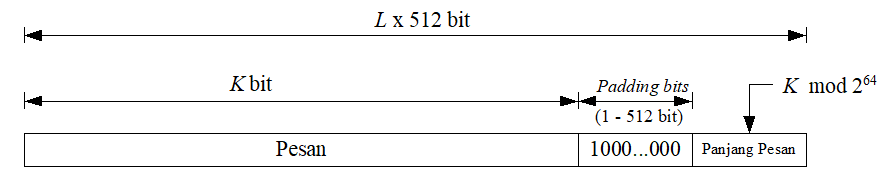 L x 512 bit
K bit
Padding bits
K mod 2^64
(1 - 512 bit)
Pesan
1000...000
Panjang Pesan